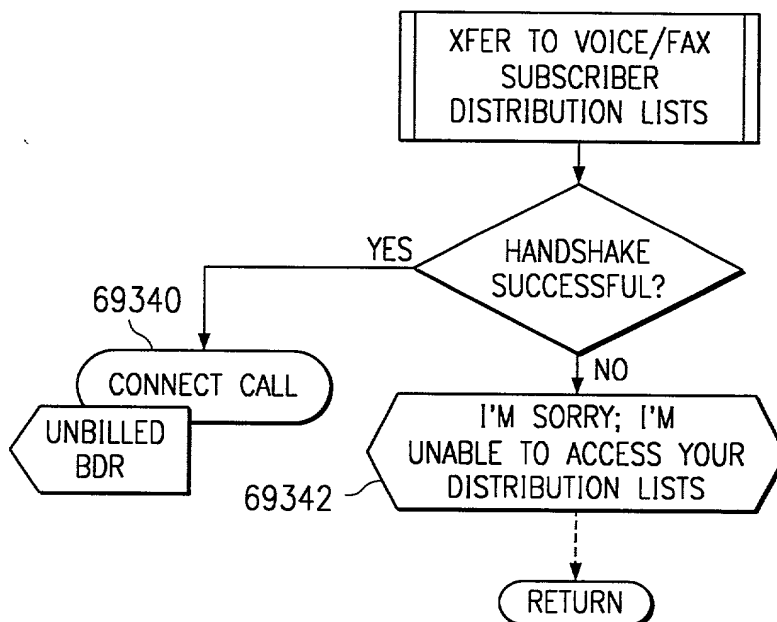 XFER TO VOICE/FAX
SUBSCRIBER
DISTRIBUTION LISTS
HANDSHAKE
SUCCESSFUL?
YES
NO
69340
CONNECT CALL
UNBILLED
BDR
I'M SORRY; I'M
UNABLE TO ACCESS YOUR
DISTRIBUTION LISTS
69342
RETURN